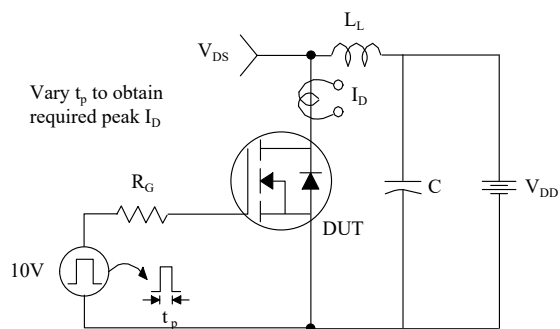 L_L
V_DS
I_D
Vary t_p to obtain
required peak I_D
R_G
C
V_DD
DUT
10V
t_p